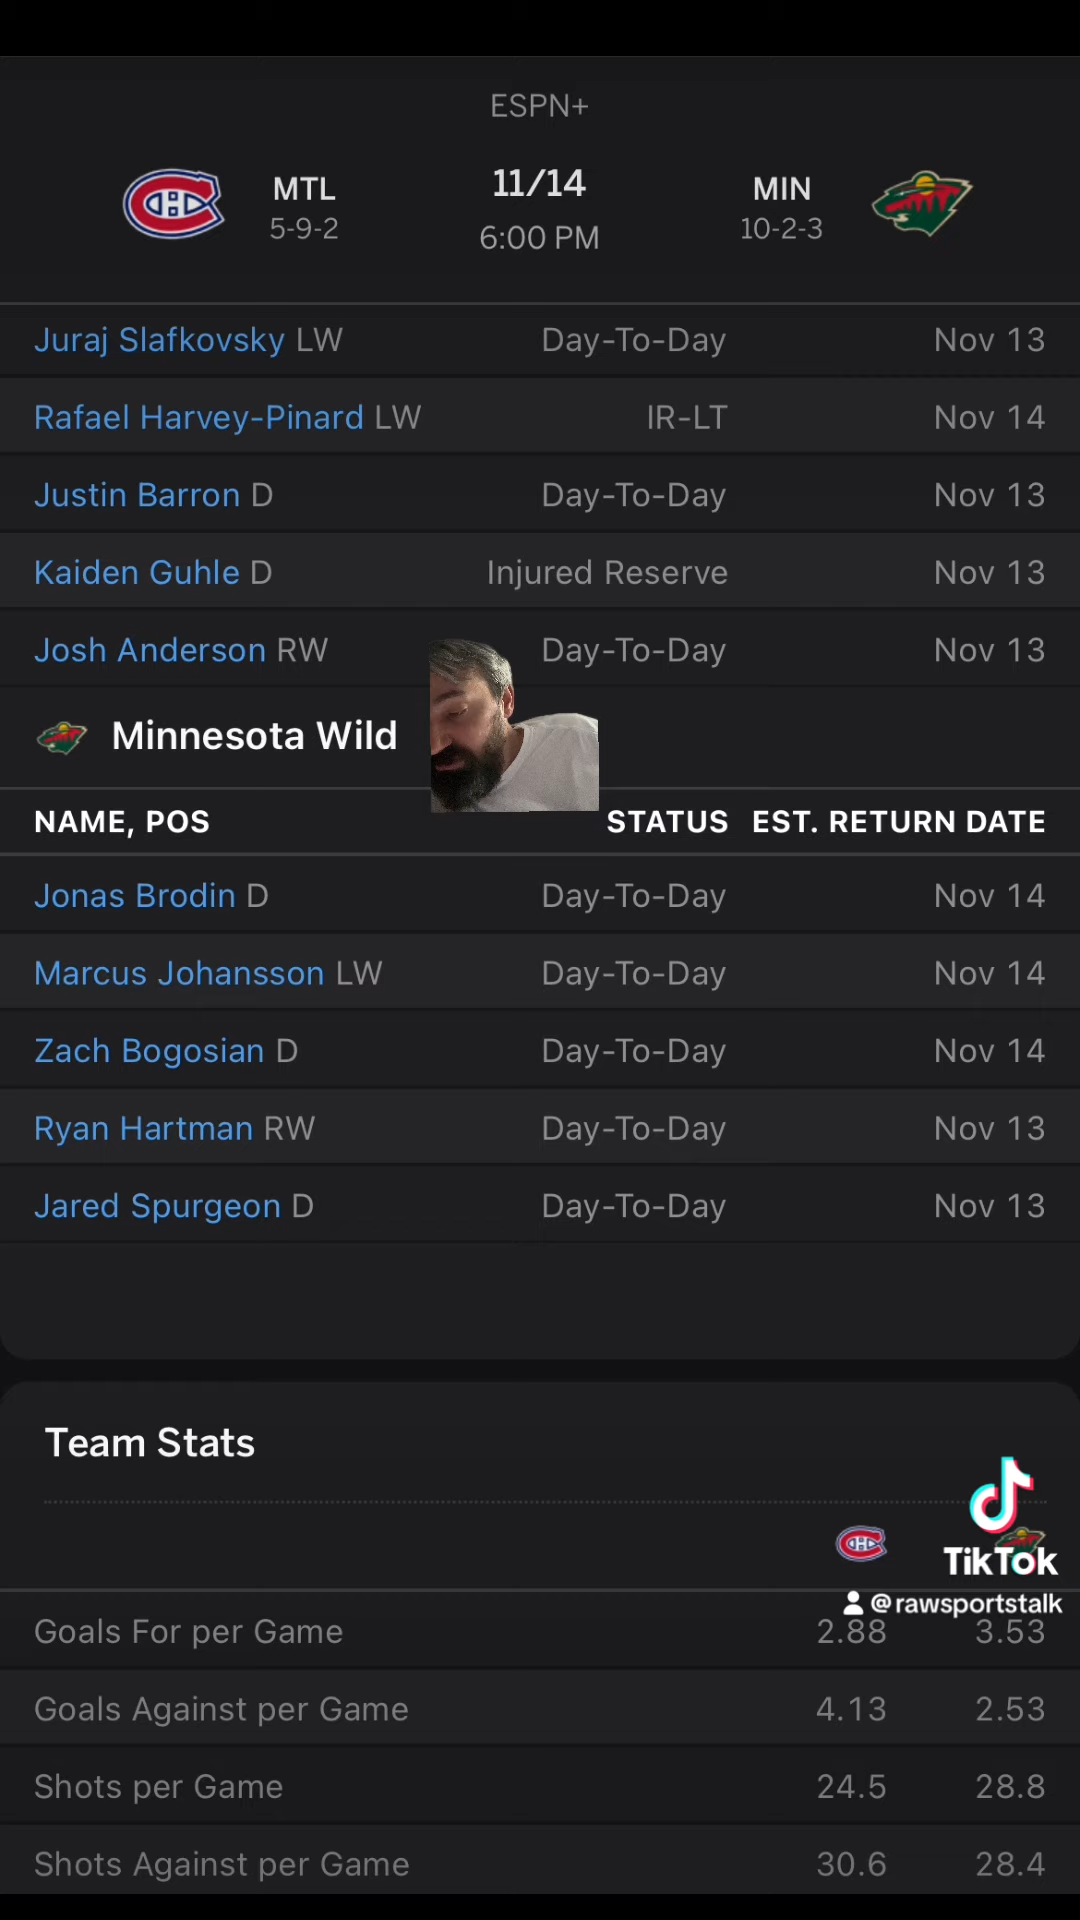 ESPN+
MTL 11/14 MIN
5-9-2 6:00 PM 10-2-3
Juraj Slafkovsky LW Day-To-Day Nov 13
Rafael Harvey-Pinard LW IR-LT Nov 14
Justin Barron D Day-To-Day Nov 13
Kaiden Guhle D Injured Reserve Nov 13
Josh Anderson RW Day-To-Day Nov 13
Minnesota Wild
NAME, POS STATUS EST. RETURN DATE
Jonas Brodin D Day-To-Day Nov 14
Marcus Johansson LW Day-To-Day Nov 14
Zach Bogosian D Day-To-Day Nov 14
Ryan Hartman RW Day-To-Day Nov 13
Jared Spurgeon D Day-To-Day Nov 13
Team Stats
TikTok
@rawsportstalk
Goals For per Game 2.88 3.53
Goals Against per Game 4.13 2.53
Shots per Game 24.5 28.8
Shots Against per Game 30.6 28.4